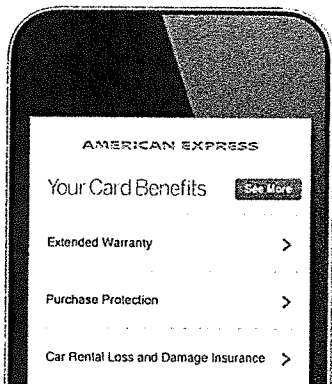 AMERICAN EXPRESS
Your Card Benefits
See More
Extended Warranty
Purchase Protection
Car Rental Loss and Damage Insurance